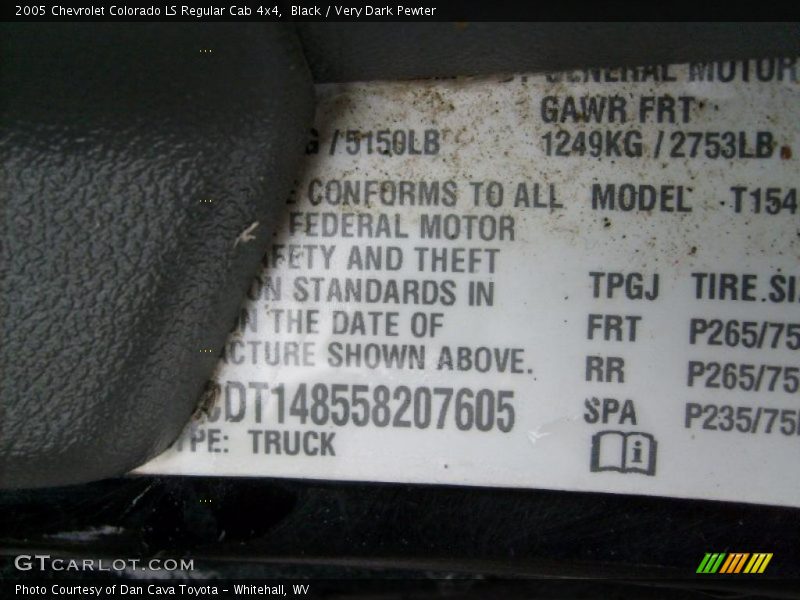 2005 Chevrolet Colorado LS Regular Cab 4x4, Black / Very Dark Pewter
GENERAL MOTOR
GAWR FRT
G /5150LB 1249KG / 2753LB
CONFORMS TO ALL MODEL T154
FEDERAL MOTOR
FETY AND THEFT
ON STANDARDS IN TPGJ TIRE SI
N THE DATE OF FRT P265/75
ACTURE SHOWN ABOVE. RR P265/75
CDT148558207605 SPA P235/75
PE: TRUCK
GTCARLOT.COM
Photo Courtesy of Dan Cava Toyota - Whitehall, WV